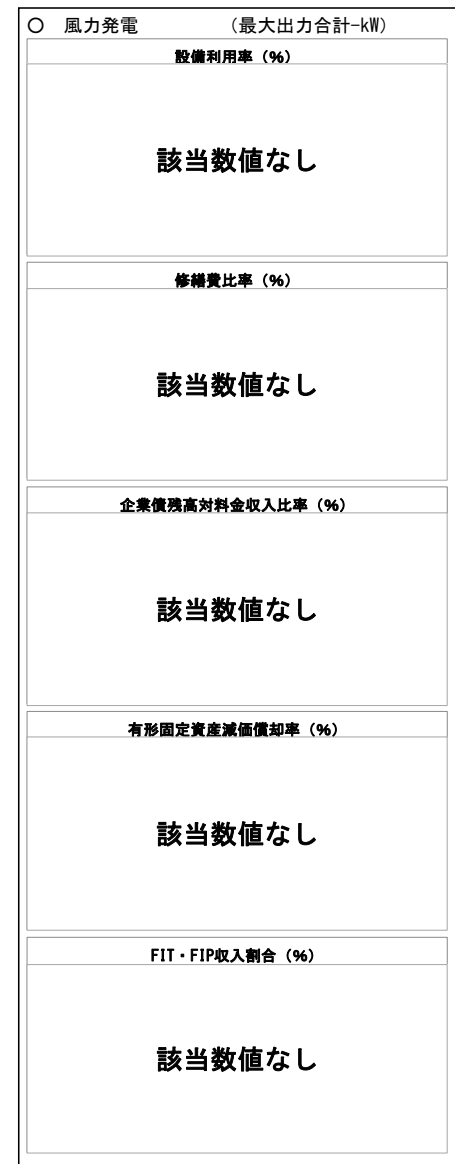 ○ 風力発電 （最大出力合計-kW）
設備利用率（%）
該当数値なし
修繕費比率（%）
該当数値なし
企業債残高対料金収入比率（%）
該当数値なし
有形固定資産減価償却率（%）
該当数値なし
FIT・FIP収入割合（%）
該当数値なし